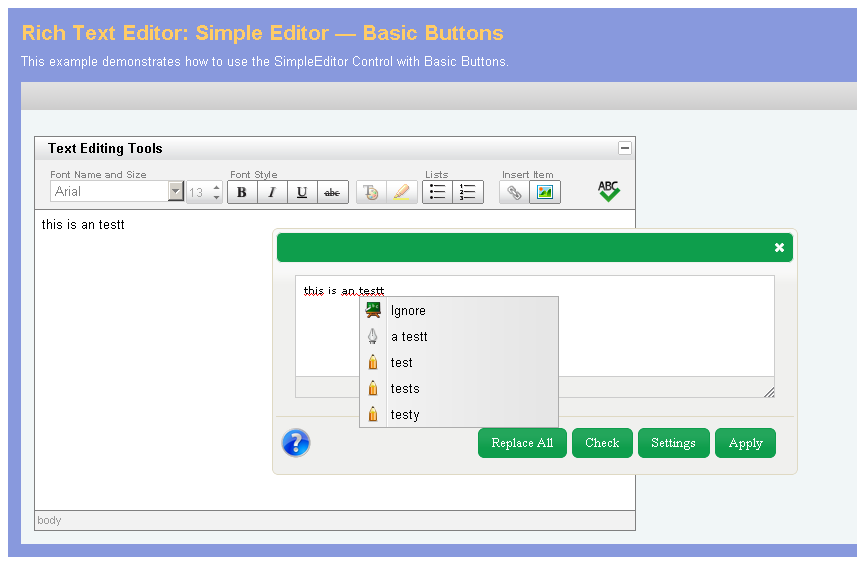 Rich Text Editor: Simple Editor — Basic Buttons
This example demonstrates how to use the SimpleEditor Control with Basic Buttons.
Text Editing Tools
Font Name and Size Font Style Lists Insert Item
Arial 13 B I U abc ABC
this is an testt
this is an testt
Ignore
a testt
test
tests
testy
Replace All Check Settings Apply
body